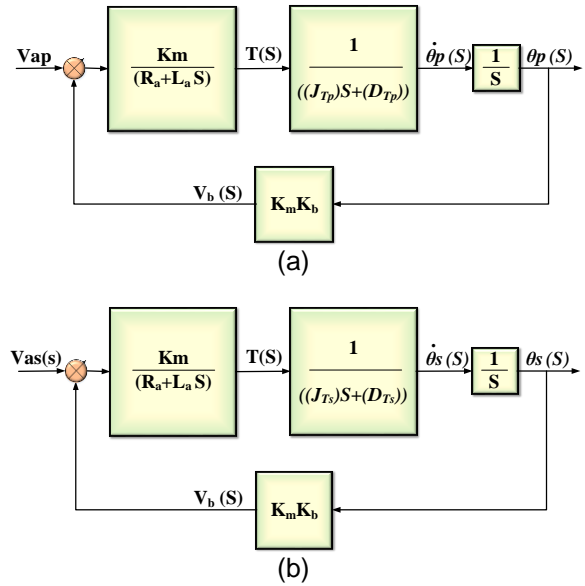 Vap
Km
(Ra+La S)
T(S)
1
((JTp)S+(DTp))
θ̇p(S)
1
S
θp(S)
Vb(S)
KmKb
(a)
Vas(s)
Km
(Ra+La S)
T(S)
1
((JTs)S+(DTs))
θ̇s(S)
1
S
θs(S)
Vb(S)
KmKb
(b)